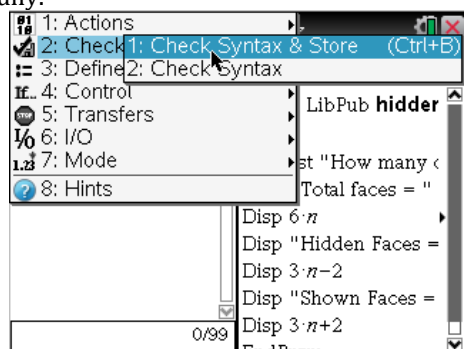 1: Actions
2: Check
1: Check Syntax & Store (Ctrl+B)
3: Define
2: Check Syntax
4: Control
5: Transfers
6: I/O
7: Mode
8: Hints
LibPub hidder
"How many
Total faces = "
Disp 6·n
Disp "Hidden Faces =
Disp 3·n−2
Disp "Shown Faces =
Disp 3·n+2
0/99